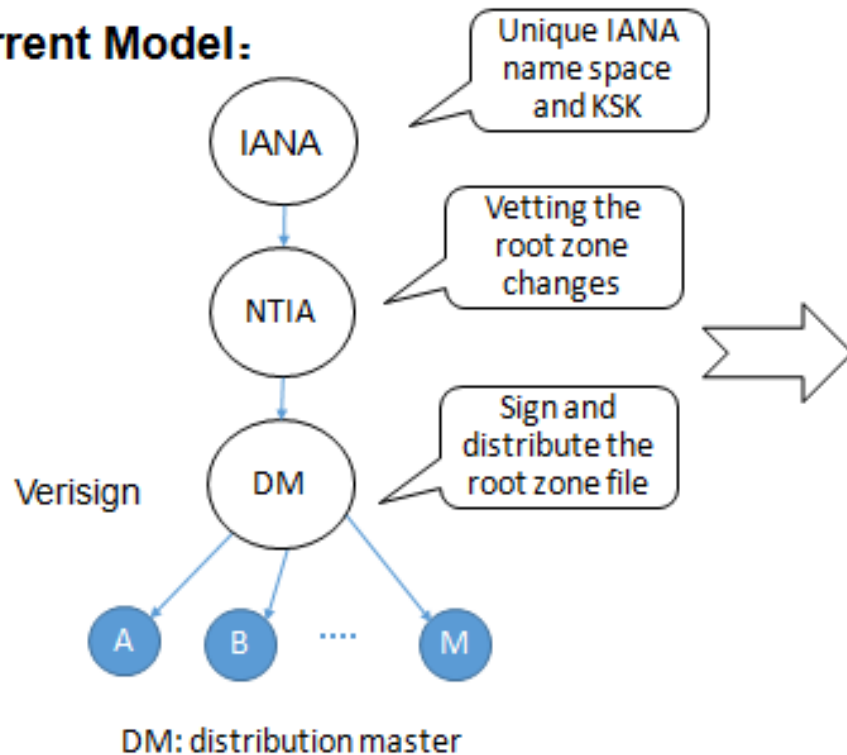 rrent Model:
Unique IANA
name space
and KSK
IANA
Vetting the
root zone
changes
NTIA
Sign and
distribute the
root zone file
Verisign
DM
A
B
....
M
DM: distribution master